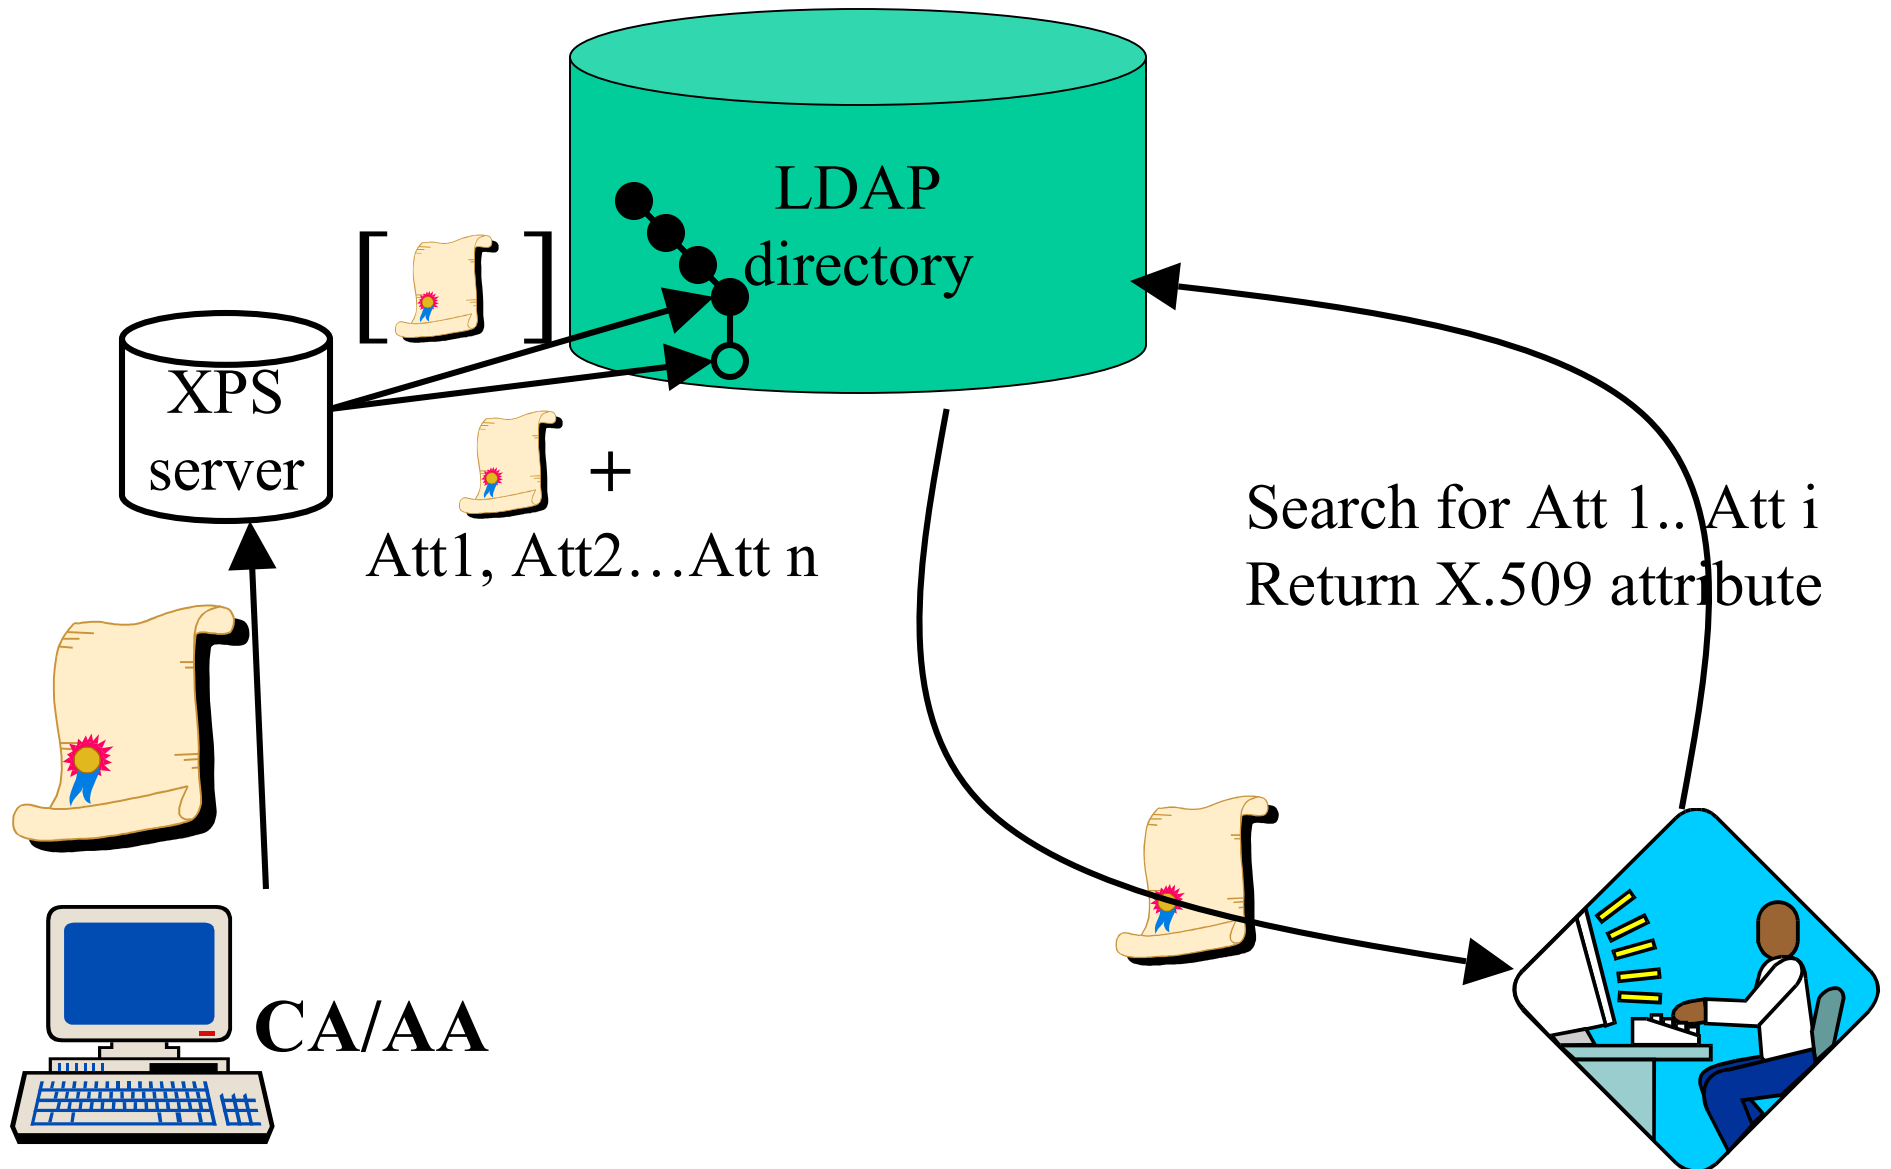 LDAP
directory
[ ]
XPS
server
+
Att1, Att2…Att n
Search for Att 1.. Att i
Return X.509 attribute
CA/AA